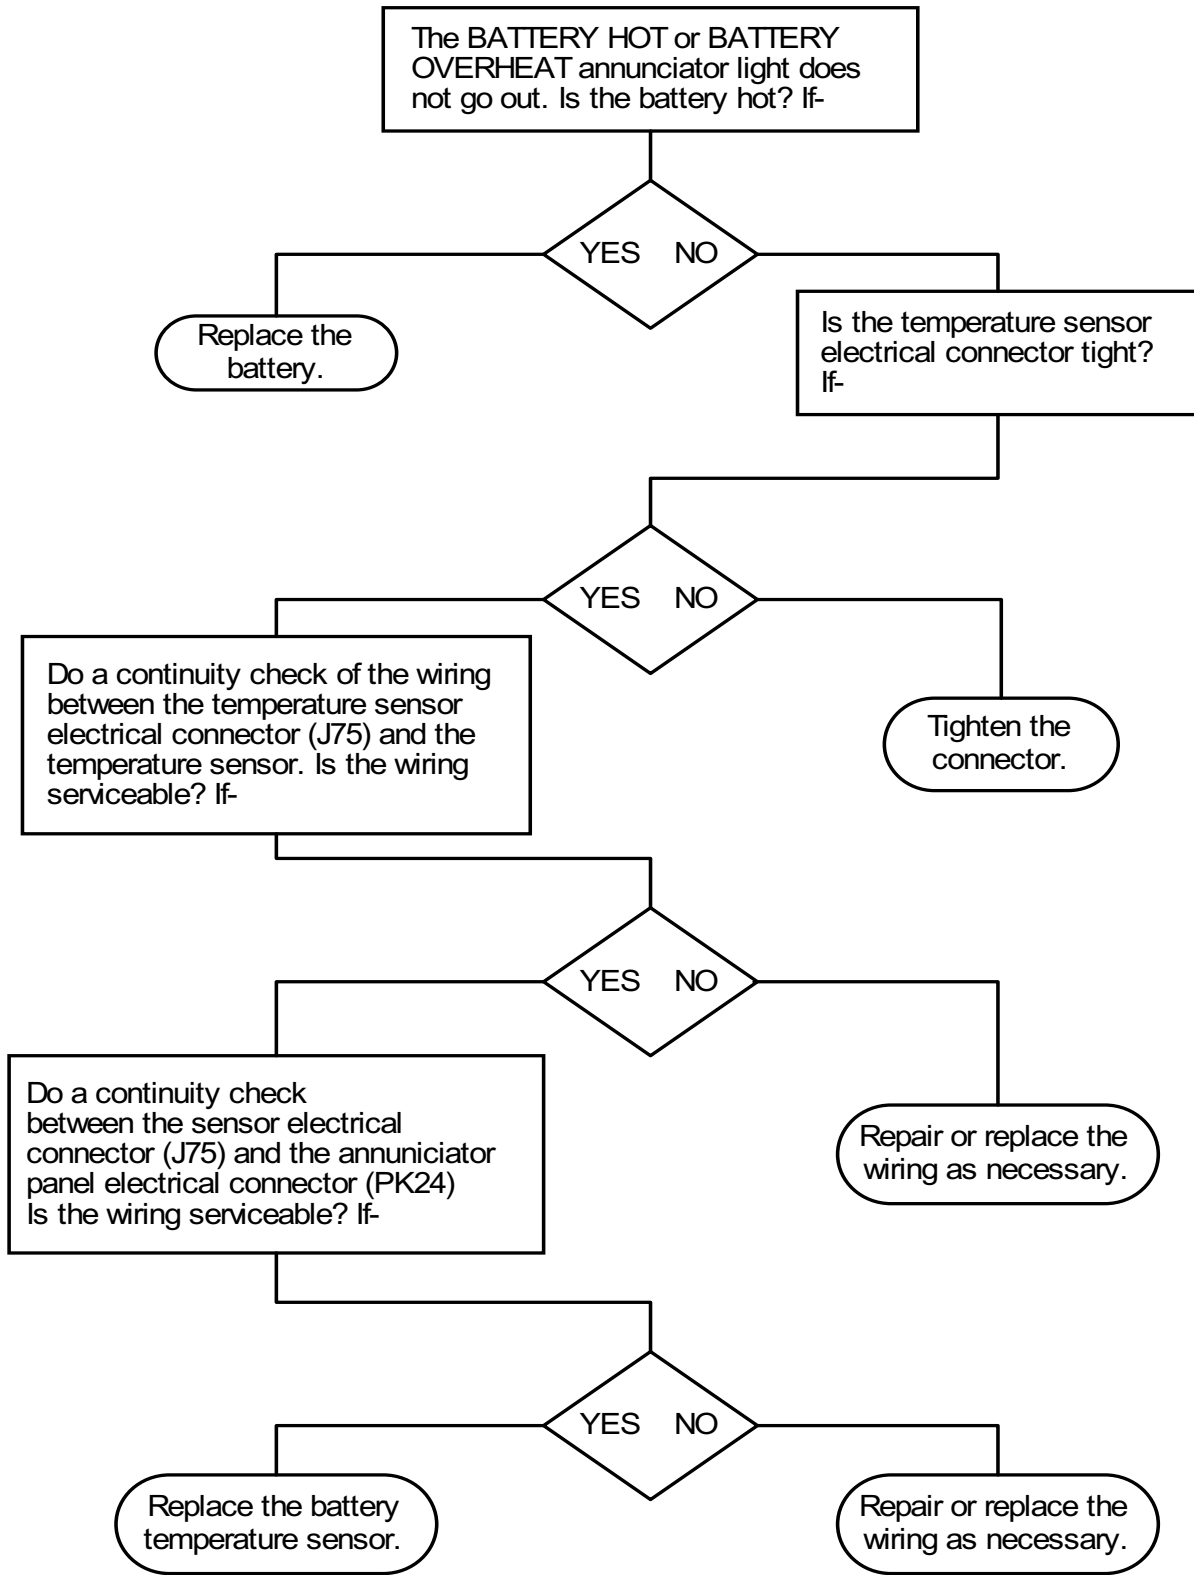 The BATTERY HOT or BATTERY
OVERHEAT annunciator light does
not go out. Is the battery hot? If-
YES NO
Replace the
battery.
Is the temperature sensor
electrical connector tight?
If-
YES NO
Do a continuity check of the wiring
between the temperature sensor
electrical connector (J75) and the
temperature sensor. Is the wiring
serviceable? If-
Tighten the
connector.
YES NO
Do a continuity check
between the sensor electrical
connector (J75) and the annuniciator
panel electrical connector (PK24)
Is the wiring serviceable? If-
Repair or replace the
wiring as necessary.
YES NO
Replace the battery
temperature sensor.
Repair or replace the
wiring as necessary.